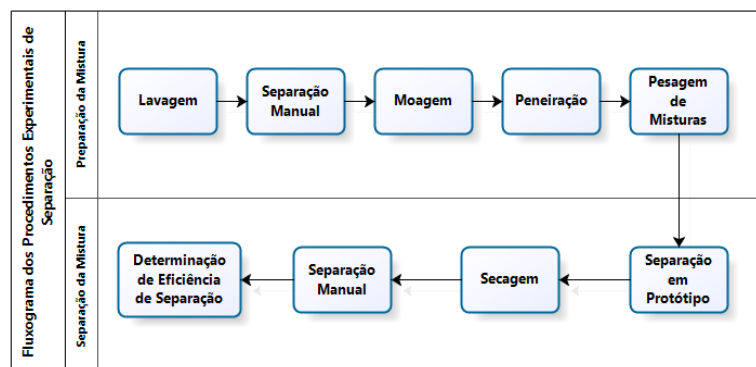 Fluxograma dos Procedimentos Experimentais de
Separação
Preparação da Mistura
Lavagem
Separação
Manual
Moagem
Peneiração
Pesagem
de
Misturas
Separação da Mistura
Determinação
de Eficiência
de Separação
Separação
Manual
Secagem
Separação
em
Protótipo